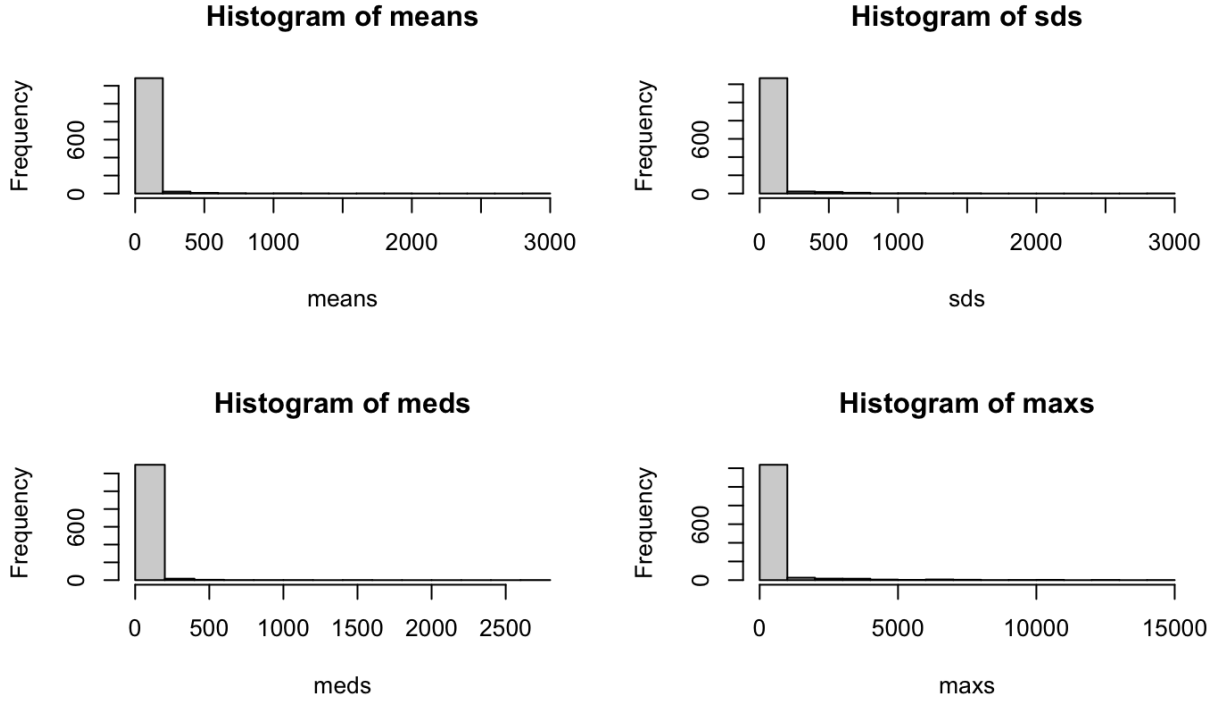 Histogram of means
Frequency
0 600
0 500 1000 2000 3000
means
Histogram of sds
Frequency
0 600
0 500 1000 2000 3000
sds
Histogram of meds
Frequency
0 600
0 500 1000 1500 2000 2500
meds
Histogram of maxs
Frequency
0 600
0 5000 10000 15000
maxs